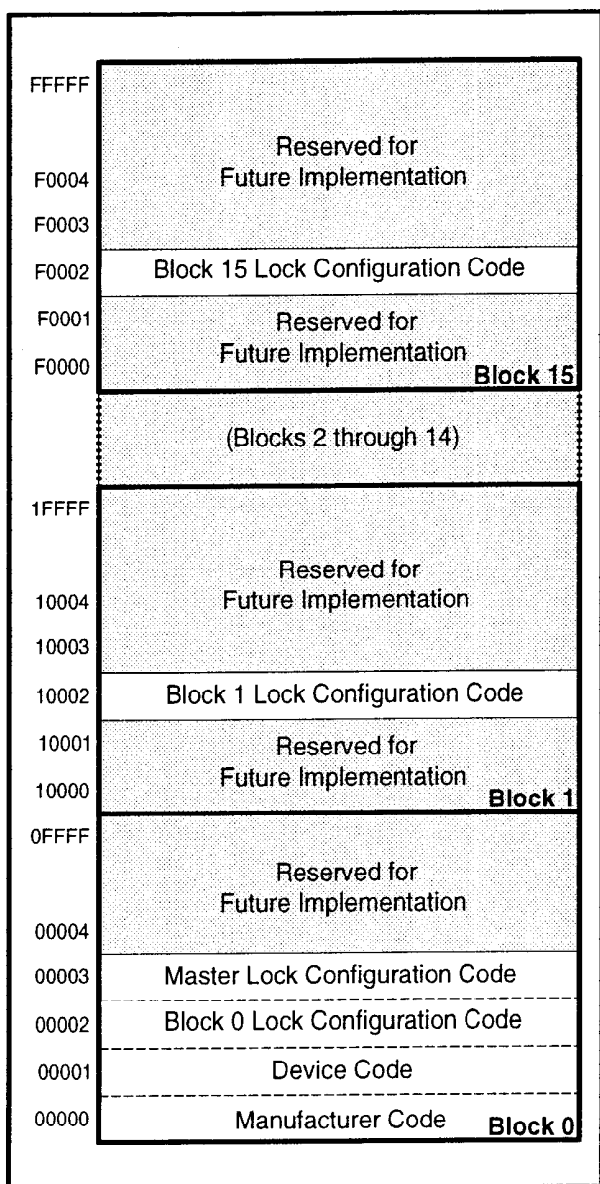 FFFFF
Reserved for
F0004 Future Implementation
F0003
F0002 Block 15 Lock Configuration Code
F0001 Reserved for
F0000 Future Implementation
Block 15
(Blocks 2 through 14)
1FFFF
Reserved for
10004 Future Implementation
10003
10002 Block 1 Lock Configuration Code
10001 Reserved for
10000 Future Implementation
Block 1
0FFFF
Reserved for
Future Implementation
00004
00003 Master Lock Configuration Code
00002 Block 0 Lock Configuration Code
00001 Device Code
00000 Manufacturer Code Block 0